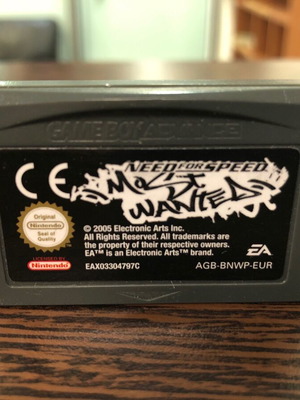 GAME BOY ADVANCE
CE
NEED FOR SPEED
MOST
WANTED
Original
Nintendo
Seal of
Quality
© 2005 Electronic Arts Inc.
All Rights Reserved. All trademarks are
the property of their respective owners.
EA™ is an Electronic Arts™ brand.
LICENSED BY
Nintendo
EAX03304797C
EA
AGB-BNWP-EUR